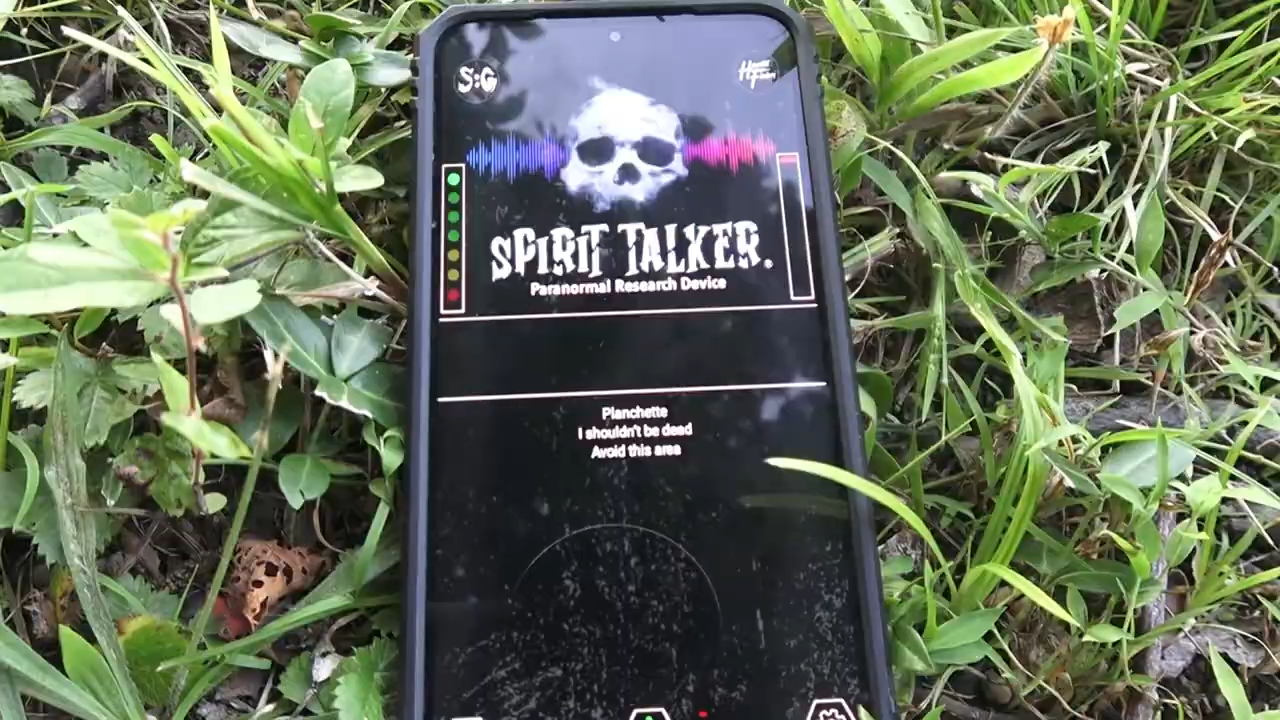 S:G
SPIRIT TALKER.
Paranormal Research Device
Planchette
I shouldn't be dead
Avoid this area